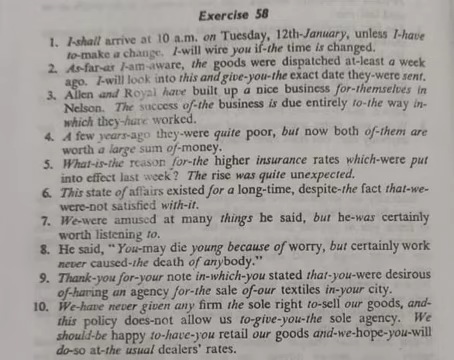 Exercise 58
1. I-shall arrive at 10 a.m. on Tuesday, 12th-January, unless I-have
to-make a change. I-will wire you if-the time is changed.
2. As-far-as I-am-aware, the goods were dispatched at-least a week
ago. I-will look into this and give-you-the exact date they-were sent.
3. Allen and Royal have built up a nice business for-themselves in
Nelson. The success of-the business is due entirely to-the way in-
which they-have worked.
4. A few years-ago they-were quite poor, but now both of-them are
worth a large sum of-money.
5. What-is-the reason for-the higher insurance rates which-were put
into effect last week? The rise was quite unexpected.
6. This state of affairs existed for a long-time, despite-the fact that-we-
were-not satisfied with-it.
7. We-were amused at many things he said, but he-was certainly
worth listening to.
8. He said, "You-may die young because of worry, but certainly work
never caused-the death of anybody."
9. Thank-you for-your note in-which-you stated that-you-were desirous
of-having an agency for-the sale of-our textiles in-your city.
10. We-have never given any firm the sole right to-sell our goods, and-
this policy does-not allow us to-give-you-the sole agency. We
should-be happy to-have-you retail our goods and-we-hope-you-will
do-so at-the usual dealers' rates.